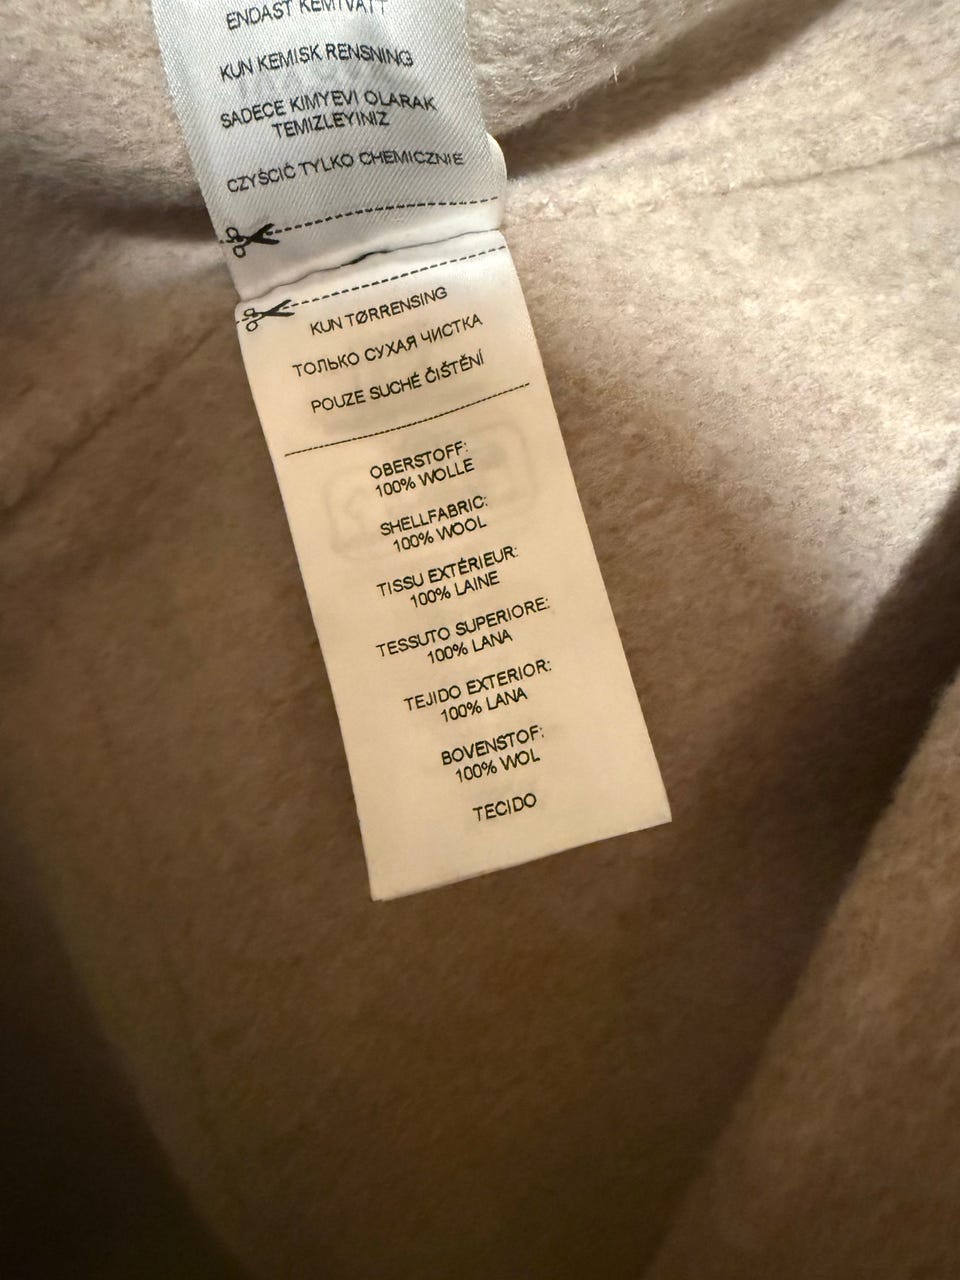 ENDAST KEMTVÄTT
KUN KEMISK RENSNING
SADECE KIMYEVI OLARAK
TEMIZLEYINIZ
CZYŚCIĆ TYLKO CHEMICZNIE
KUN TØRRENSING
ТОЛЬКО СУХАЯ ЧИСТКА
POUZE SUCHÉ ČIŠTĚNÍ
OBERSTOFF:
100% WOLLE
SHELLFABRIC:
100% WOOL
TISSU EXTÉRIEUR:
100% LAINE
TESSUTO SUPERIORE:
100% LANA
TEJIDO EXTERIOR:
100% LANA
BOVENSTOF:
100% WOL
TECIDO